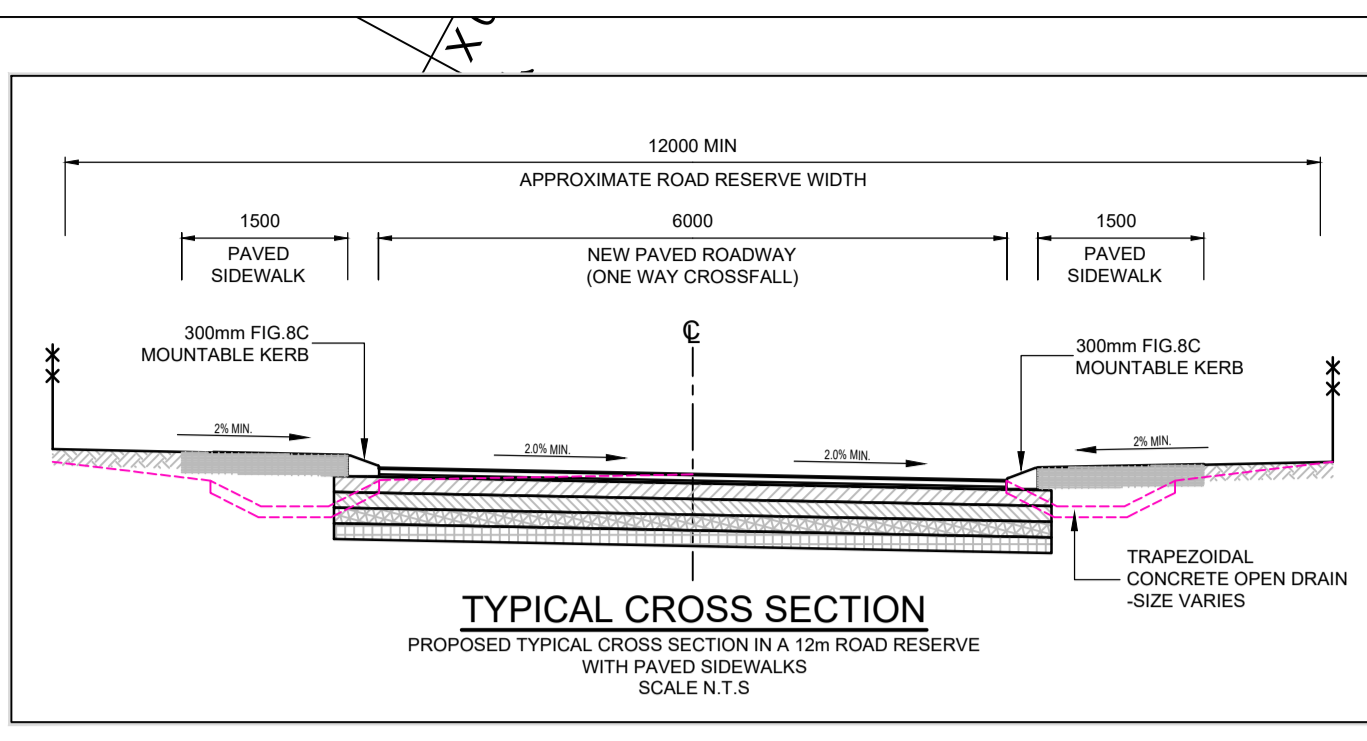 X
12000 MIN
APPROXIMATE ROAD RESERVE WIDTH
1500
PAVED
SIDEWALK
6000
NEW PAVED ROADWAY
(ONE WAY CROSSFALL)
1500
PAVED
SIDEWALK
300mm FIG.8C
MOUNTABLE KERB
℄
300mm FIG.8C
MOUNTABLE KERB
2% MIN.
2.0% MIN.
2.0% MIN.
2% MIN.
TRAPEZOIDAL
CONCRETE OPEN DRAIN
-SIZE VARIES
TYPICAL CROSS SECTION
PROPOSED TYPICAL CROSS SECTION IN A 12m ROAD RESERVE
WITH PAVED SIDEWALKS
SCALE N.T.S